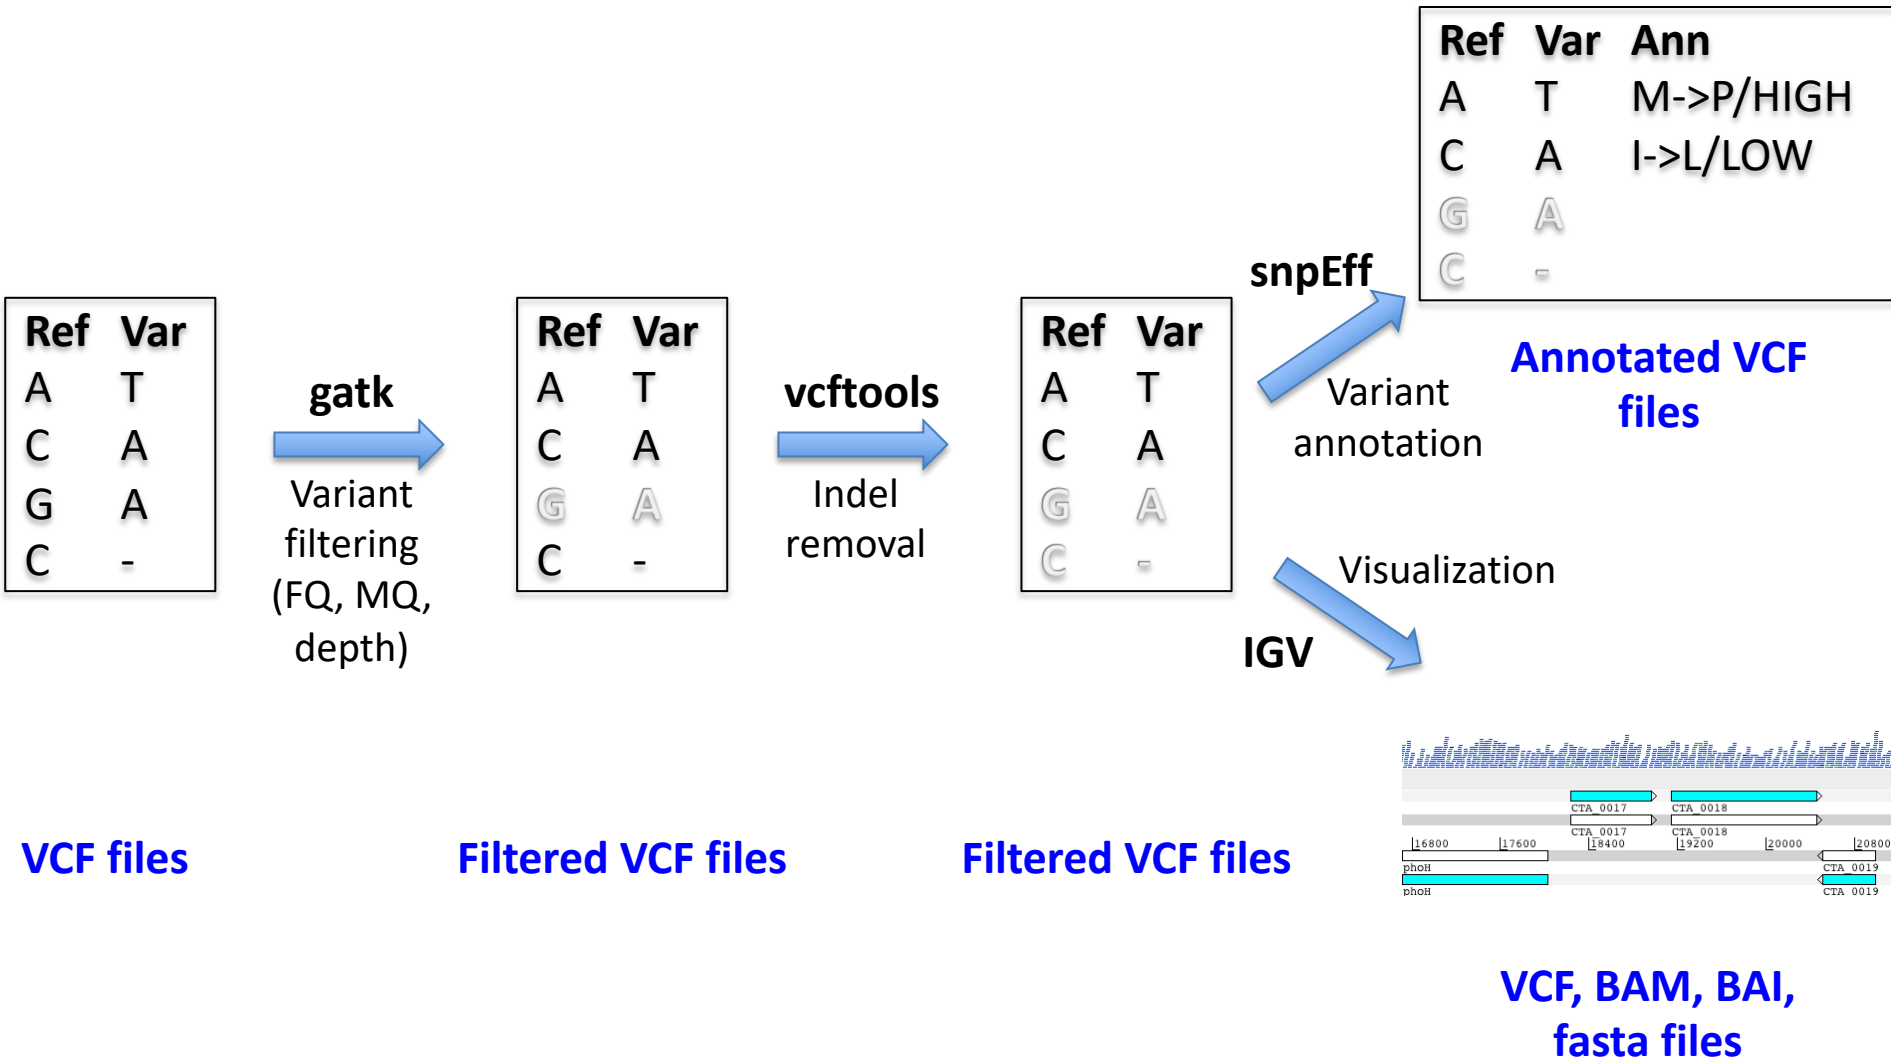 Ref Var
A T
C A
G A
C -
VCF files
gatk
Variant
filtering
(FQ, MQ,
depth)
Ref Var
A T
C A
G A
C -
Filtered VCF files
vcftools
Indel
removal
Ref Var
A T
C A
G A
C -
Filtered VCF files
snpEff
Variant
annotation
Ref Var Ann
A T M->P/HIGH
C A I->L/LOW
G A
C -
Annotated VCF
files
Visualization
IGV
CTA_0017 CTA_0018
CTA_0017 CTA_0018
16800 17600 18400 19200 20000 20800
phoH CTA_0019
phoH CTA_0019
VCF, BAM, BAI,
fasta files